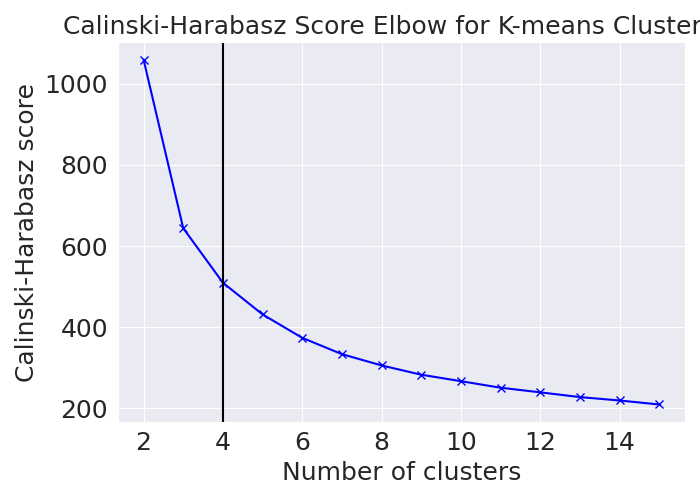 Calinski-Harabasz Score Elbow for K-means Cluster
Calinski-Harabasz score
1000
800
600
400
200
2 4 6 8 10 12 14
Number of clusters